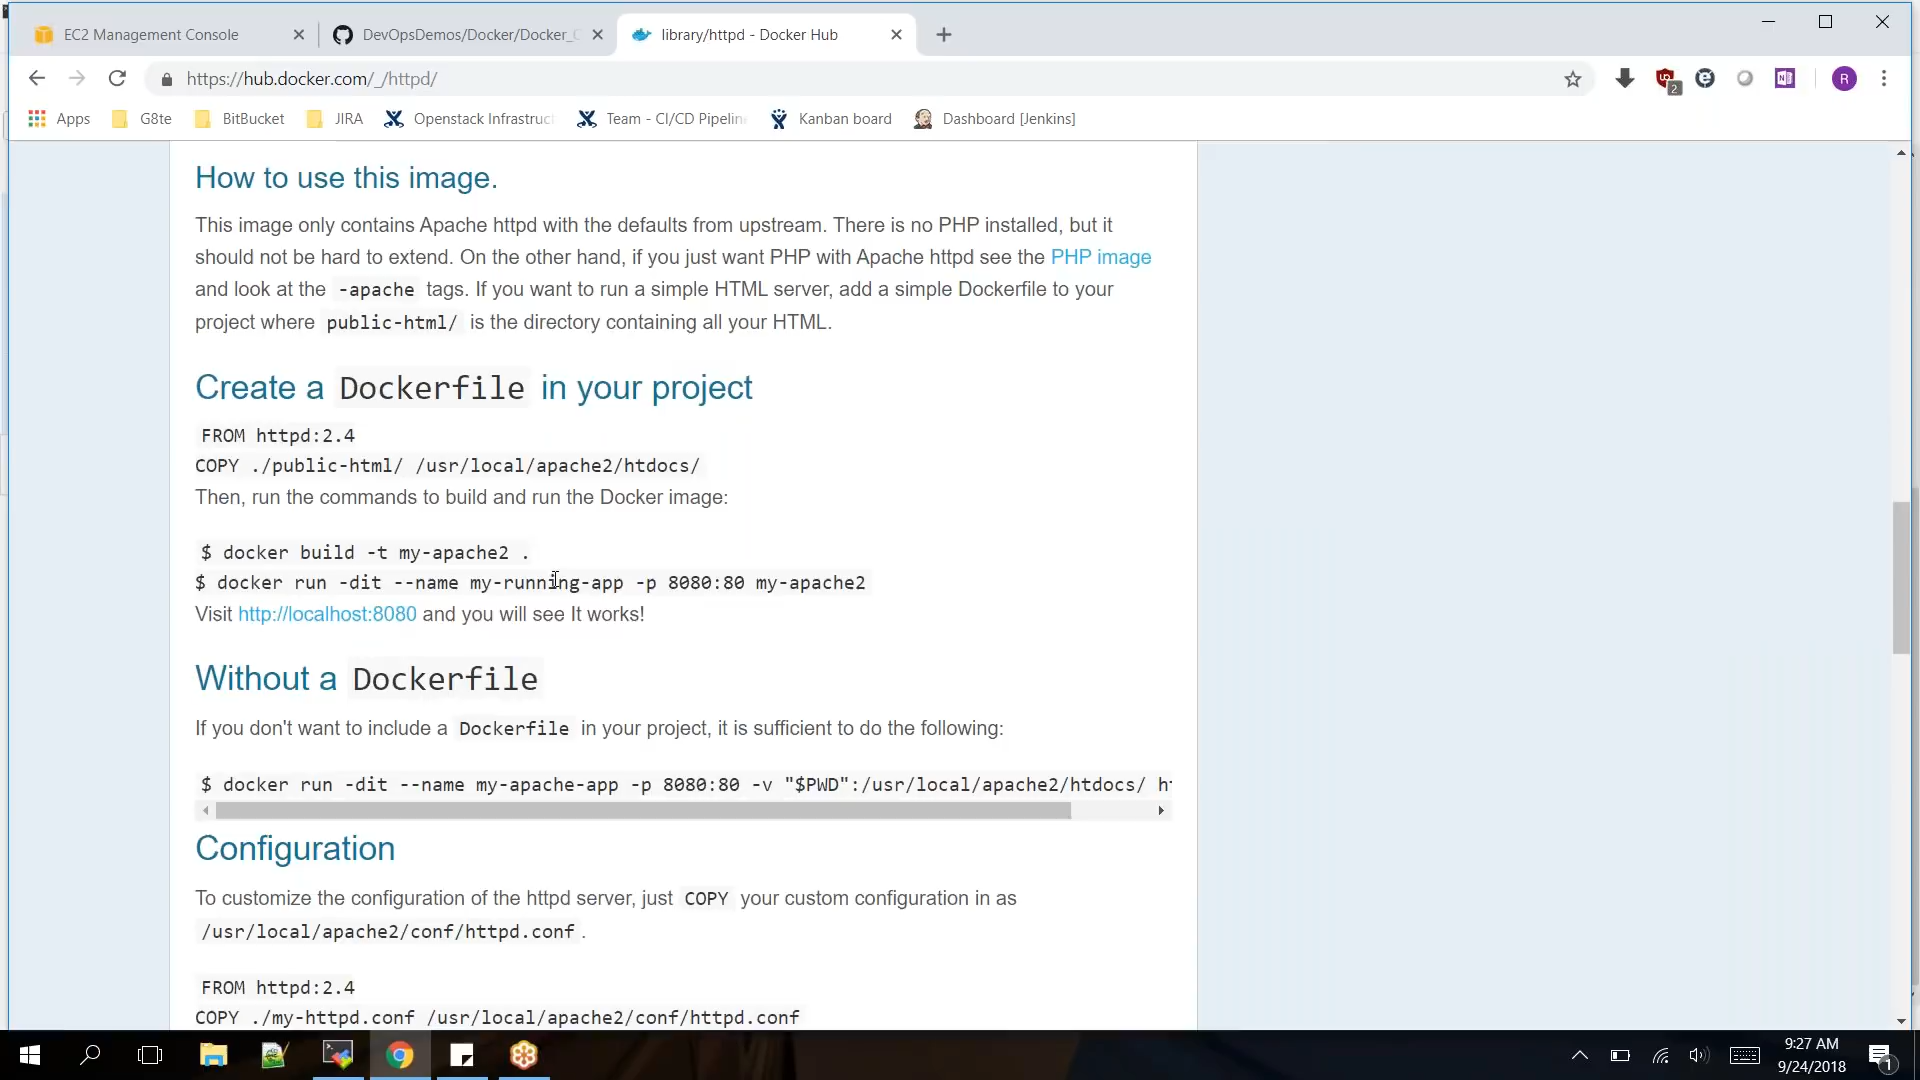 EC2 Management Console
DevOpsDemos/Docker/Docker_C
library/httpd - Docker Hub
https://hub.docker.com/_/httpd/
2
R
Apps
G8te
BitBucket
JIRA
Openstack Infrastruct
Team - CI/CD Pipeline
Kanban board
Dashboard [Jenkins]
How to use this image.
This image only contains Apache httpd with the defaults from upstream. There is no PHP installed, but it
should not be hard to extend. On the other hand, if you just want PHP with Apache httpd see the PHP image
and look at the -apache tags. If you want to run a simple HTML server, add a simple Dockerfile to your
project where public-html/ is the directory containing all your HTML.
Create a Dockerfile in your project
FROM httpd:2.4
COPY ./public-html/ /usr/local/apache2/htdocs/
Then, run the commands to build and run the Docker image:
$ docker build -t my-apache2 .
$ docker run -dit --name my-running-app -p 8080:80 my-apache2
Visit http://localhost:8080 and you will see It works!
Without a Dockerfile
If you don't want to include a Dockerfile in your project, it is sufficient to do the following:
$ docker run -dit --name my-apache-app -p 8080:80 -v "$PWD":/usr/local/apache2/htdocs/ ht
Configuration
To customize the configuration of the httpd server, just COPY your custom configuration in as
/usr/local/apache2/conf/httpd.conf .
FROM httpd:2.4
COPY ./my-httpd.conf /usr/local/apache2/conf/httpd.conf
9:27 AM
9/24/2018
1